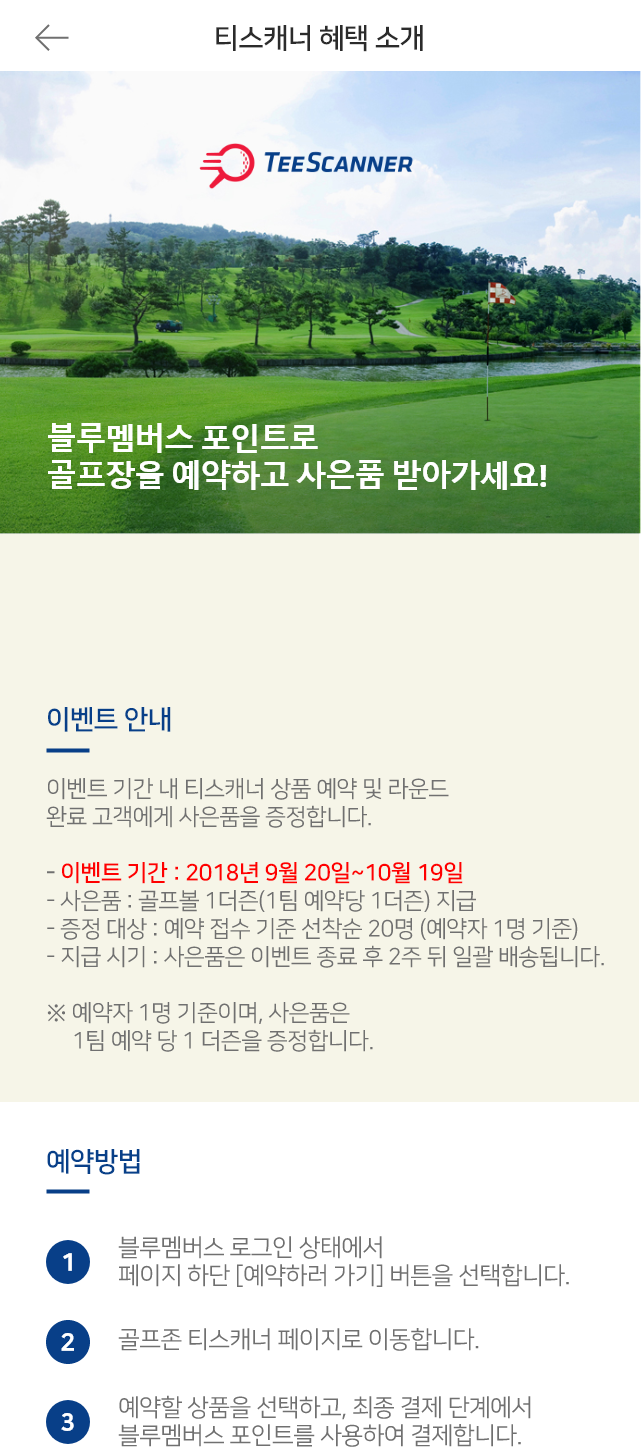 티스캐너 혜택 소개
TEESCANNER
블루멤버스 포인트로
골프장을 예약하고 사은품 받아가세요!
이벤트 안내
이벤트 기간 내 티스캐너 상품 예약 및 라운드
완료 고객에게 사은품을 증정합니다.
- 이벤트 기간 : 2018년 9월 20일~10월 19일
- 사은품 : 골프볼 1더즌(1팀 예약당 1더즌) 지급
- 증정 대상 : 예약 접수 기준 선착순 20명 (예약자 1명 기준)
- 지급 시기 : 사은품은 이벤트 종료 후 2주 뒤 일괄 배송됩니다.
※ 예약자 1명 기준이며, 사은품은
1팀 예약 당 1 더즌을 증정합니다.
예약방법
1 블루멤버스 로그인 상태에서
페이지 하단 [예약하러 가기] 버튼을 선택합니다.
2 골프존 티스캐너 페이지로 이동합니다.
3 예약할 상품을 선택하고, 최종 결제 단계에서
블루멤버스 포인트를 사용하여 결제합니다.